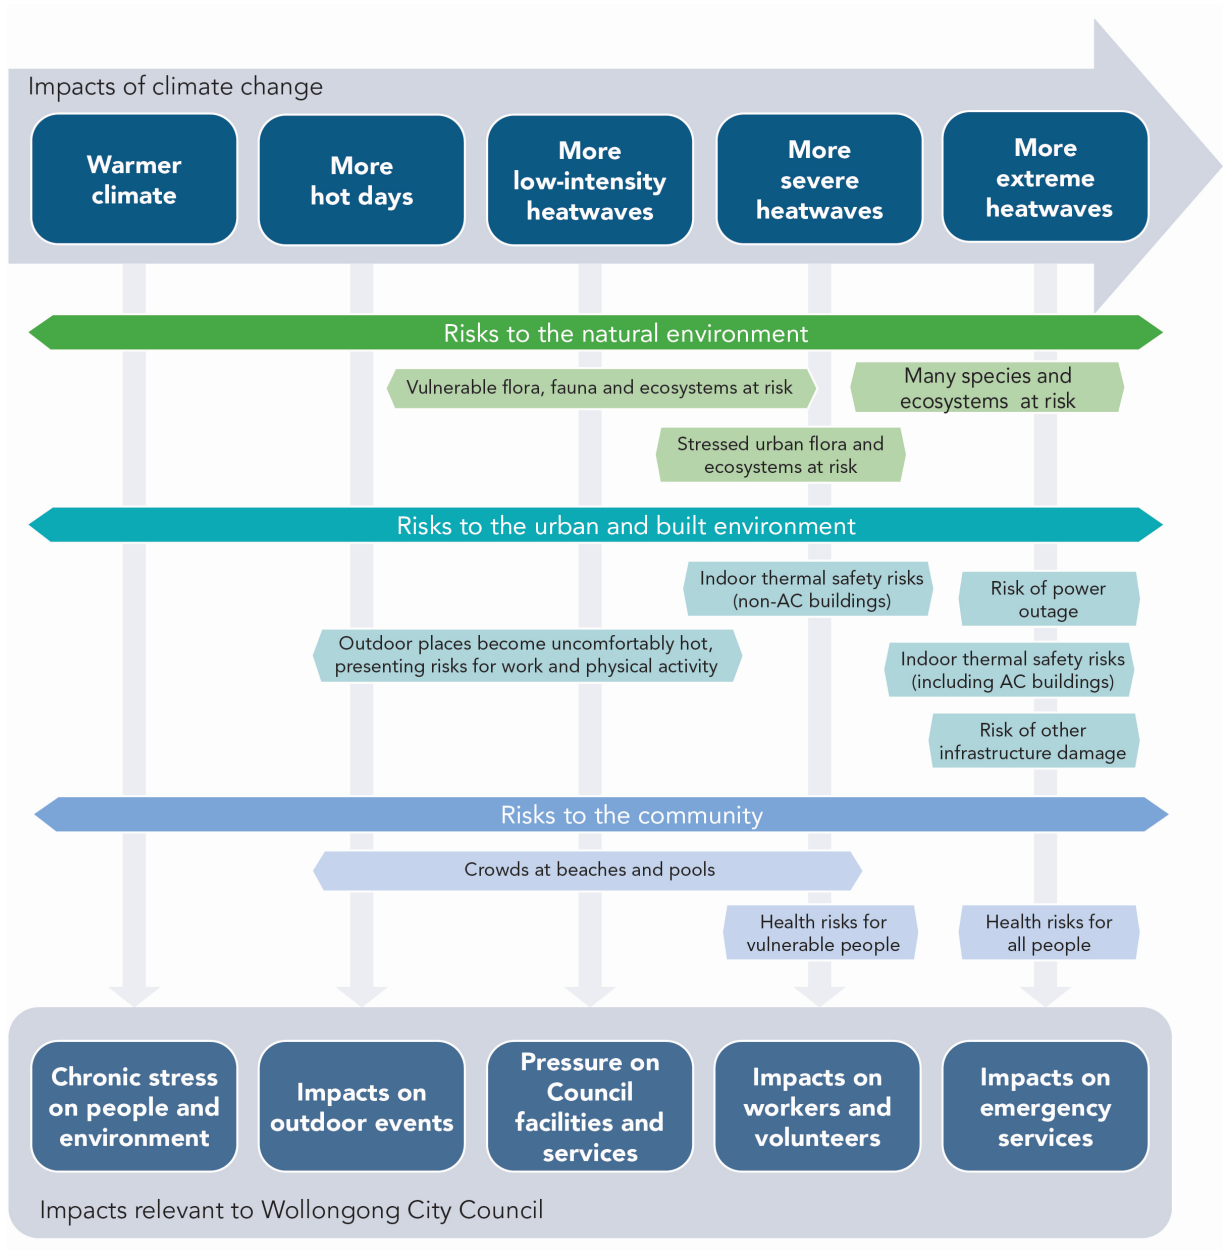 Impacts of climate change
Warmer
climate
More
hot days
More
low-intensity
heatwaves
More
severe
heatwaves
More
extreme
heatwaves
Risks to the natural environment
Vulnerable flora, fauna and ecosystems at risk
Many species and
ecosystems at risk
Stressed urban flora and
ecosystems at risk
Risks to the urban and built environment
Indoor thermal safety risks
(non-AC buildings)
Risk of power
outage
Outdoor places become uncomfortably hot,
presenting risks for work and physical activity
Indoor thermal safety risks
(including AC buildings)
Risk of other
infrastructure damage
Risks to the community
Crowds at beaches and pools
Health risks for
vulnerable people
Health risks for
all people
Chronic stress
on people and
environment
Impacts on
outdoor events
Pressure on
Council
facilities and
services
Impacts on
workers and
volunteers
Impacts on
emergency
services
Impacts relevant to Wollongong City Council